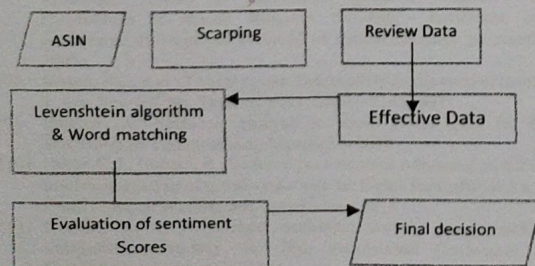 ASIN
Scarping
Review Data
Levenshtein algorithm
& Word matching
Effective Data
Evaluation of sentiment
Scores
Final decision